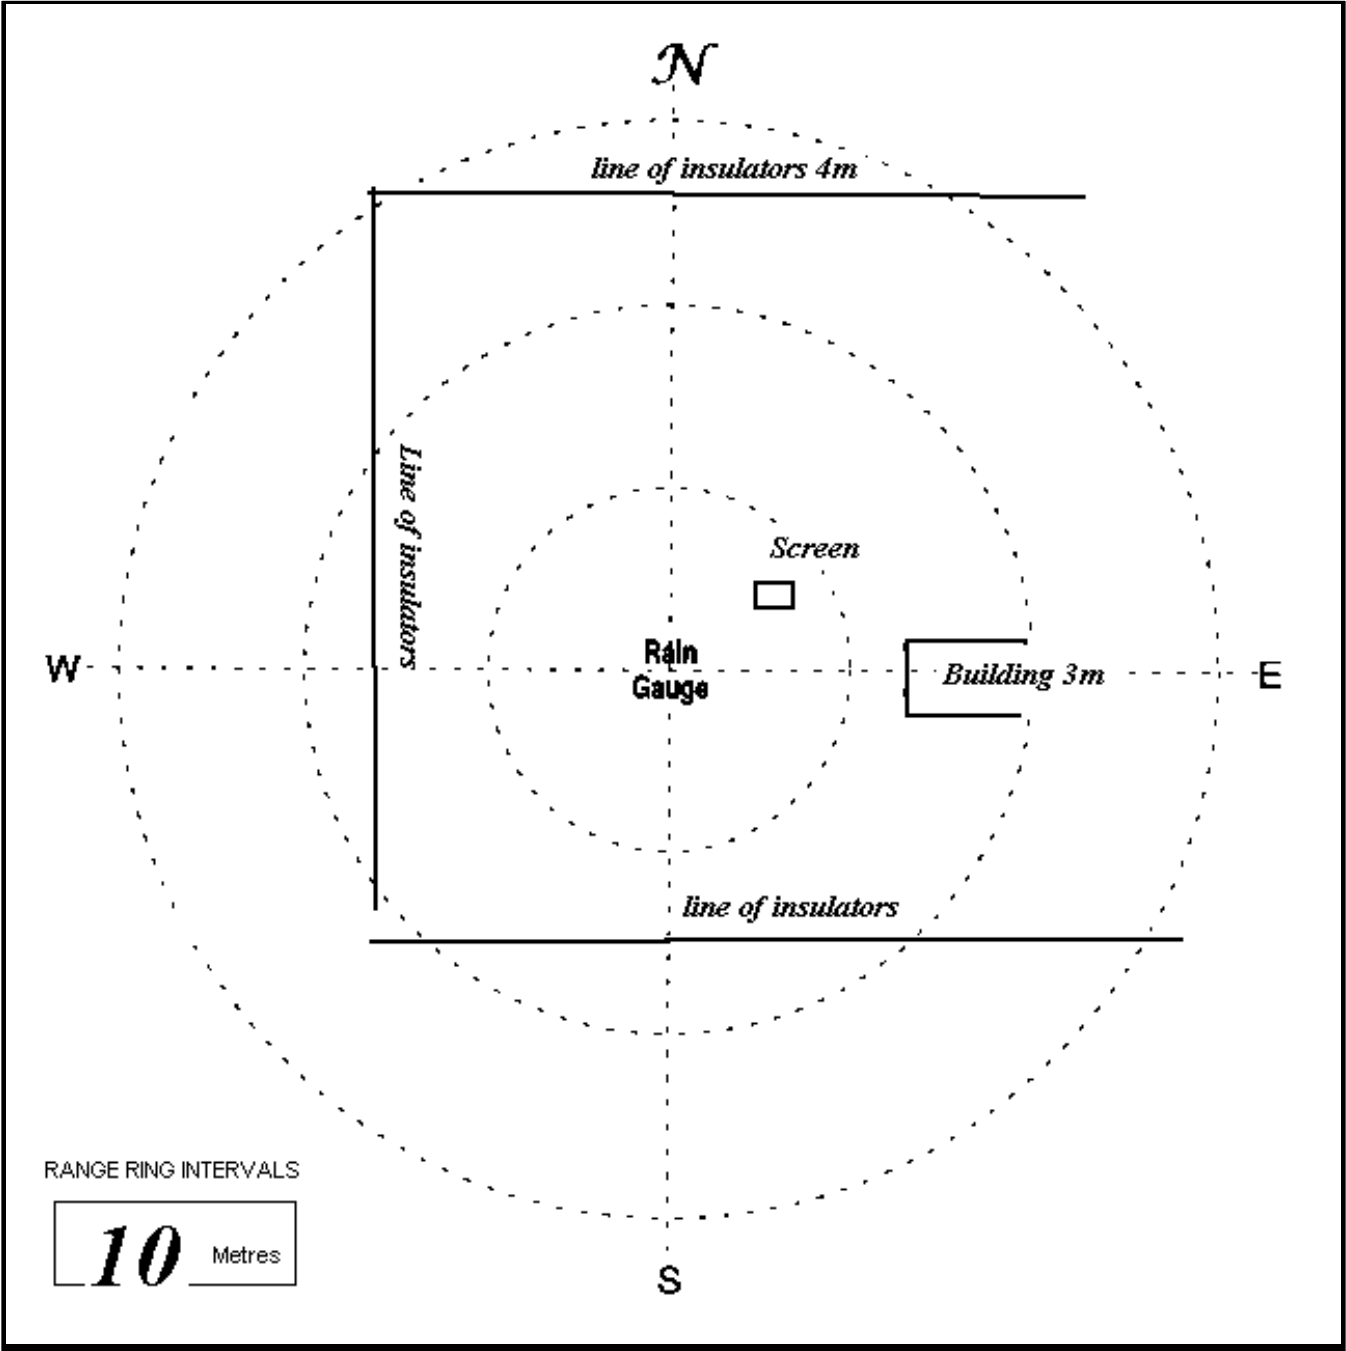 N
line of insulators 4m
Line of insulators
Screen
W
Rain
Gauge
Building 3m
E
line of insulators
RANGE RING INTERVALS
10 Metres
S